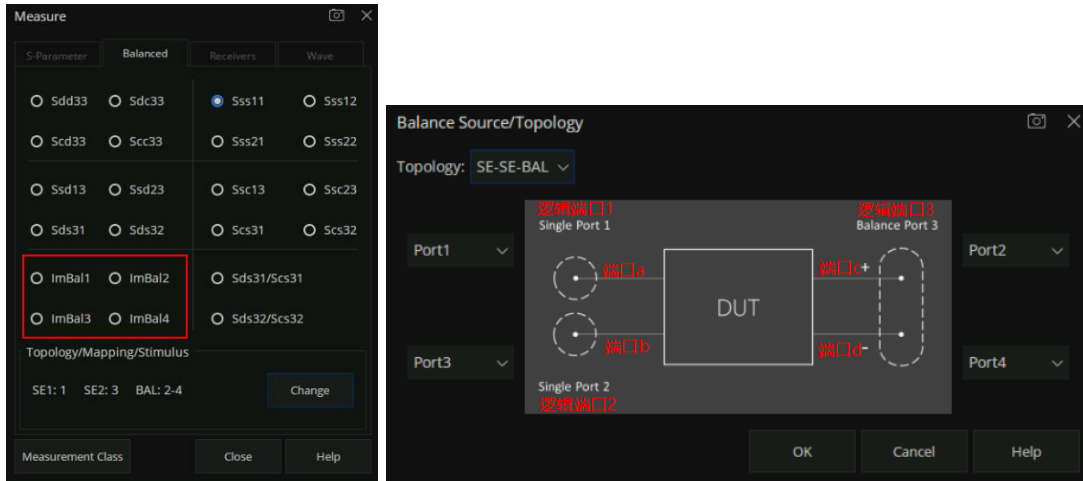 Measure
S-Parameter Balanced Receivers Wave
Sdd33 Sdc33 Sss11 Sss12
Scd33 Scc33 Sss21 Sss22
Ssd13 Ssd23 Ssc13 Ssc23
Sds31 Sds32 Scs31 Scs32
ImBal1 ImBal2 Sds31/Scs31
ImBal3 ImBal4 Sds32/Scs32
Topology/Mapping/Stimulus
SE1: 1 SE2: 3 BAL: 2-4 Change
Measurement Class Close Help
Balance Source/Topology
Topology: SE-SE-BAL
逻辑端口1 逻辑端口3
Single Port 1 Balance Port 3
Port1 Port2
端口a 端口c+
DUT
端口b 端口d-
Port3 Port4
Single Port 2
逻辑端口2
OK Cancel Help